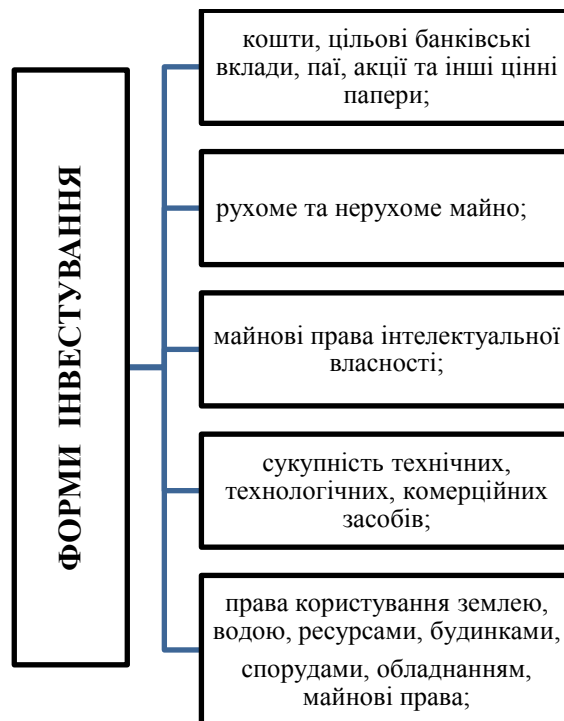 ФОРМИ ІНВЕСТУВАННЯ
кошти, цільові банківські
вклади, паї, акції та інші цінні
папери;
рухоме та нерухоме майно;
майнові права інтелектуальної
власності;
сукупність технічних,
технологічних, комерційних
засобів;
права користування землею,
водою, ресурсами, будинками,
спорудами, обладнанням,
майнові права;